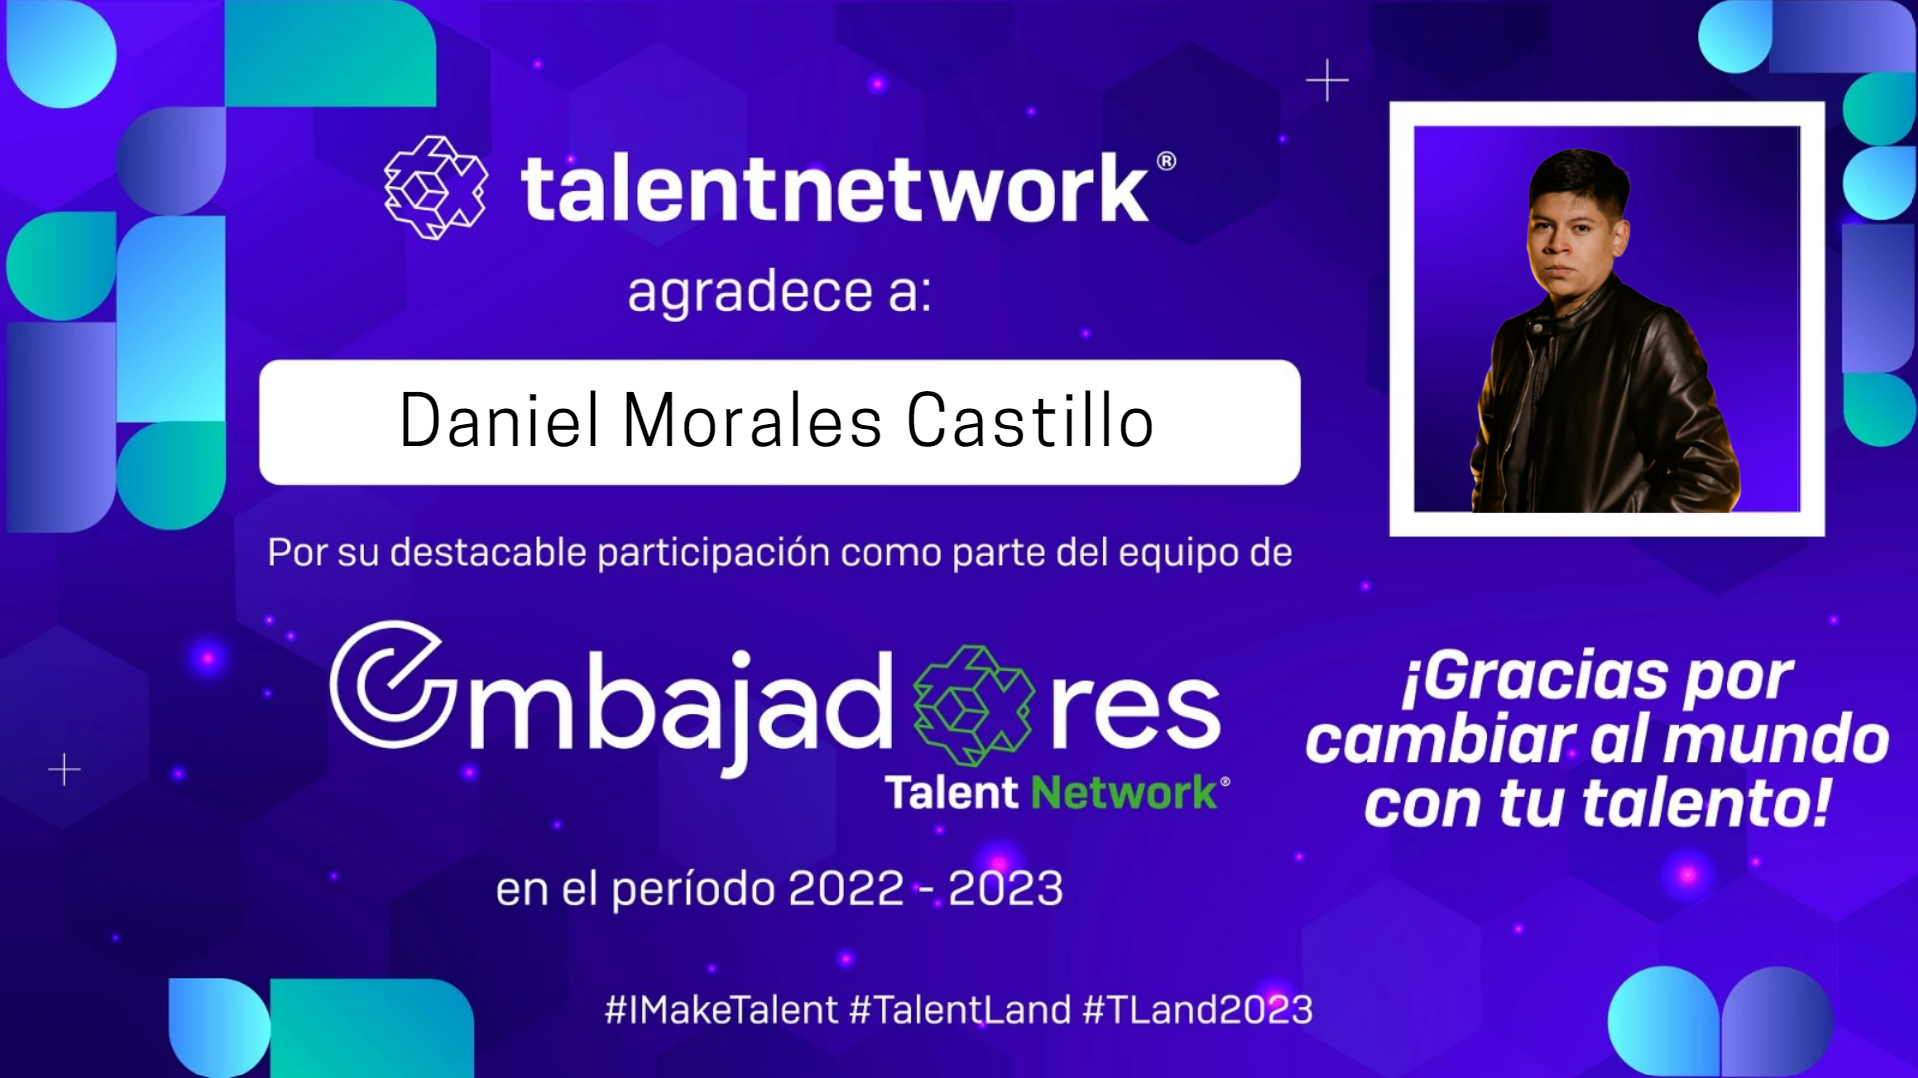 talentnetwork®
agradece a:
Daniel Morales Castillo
Por su destacable participación como parte del equipo de
embajadores
Talent Network®
en el período 2022 - 2023
¡Gracias por
cambiar al mundo
con tu talento!
#IMakeTalent #TalentLand #TLand2023